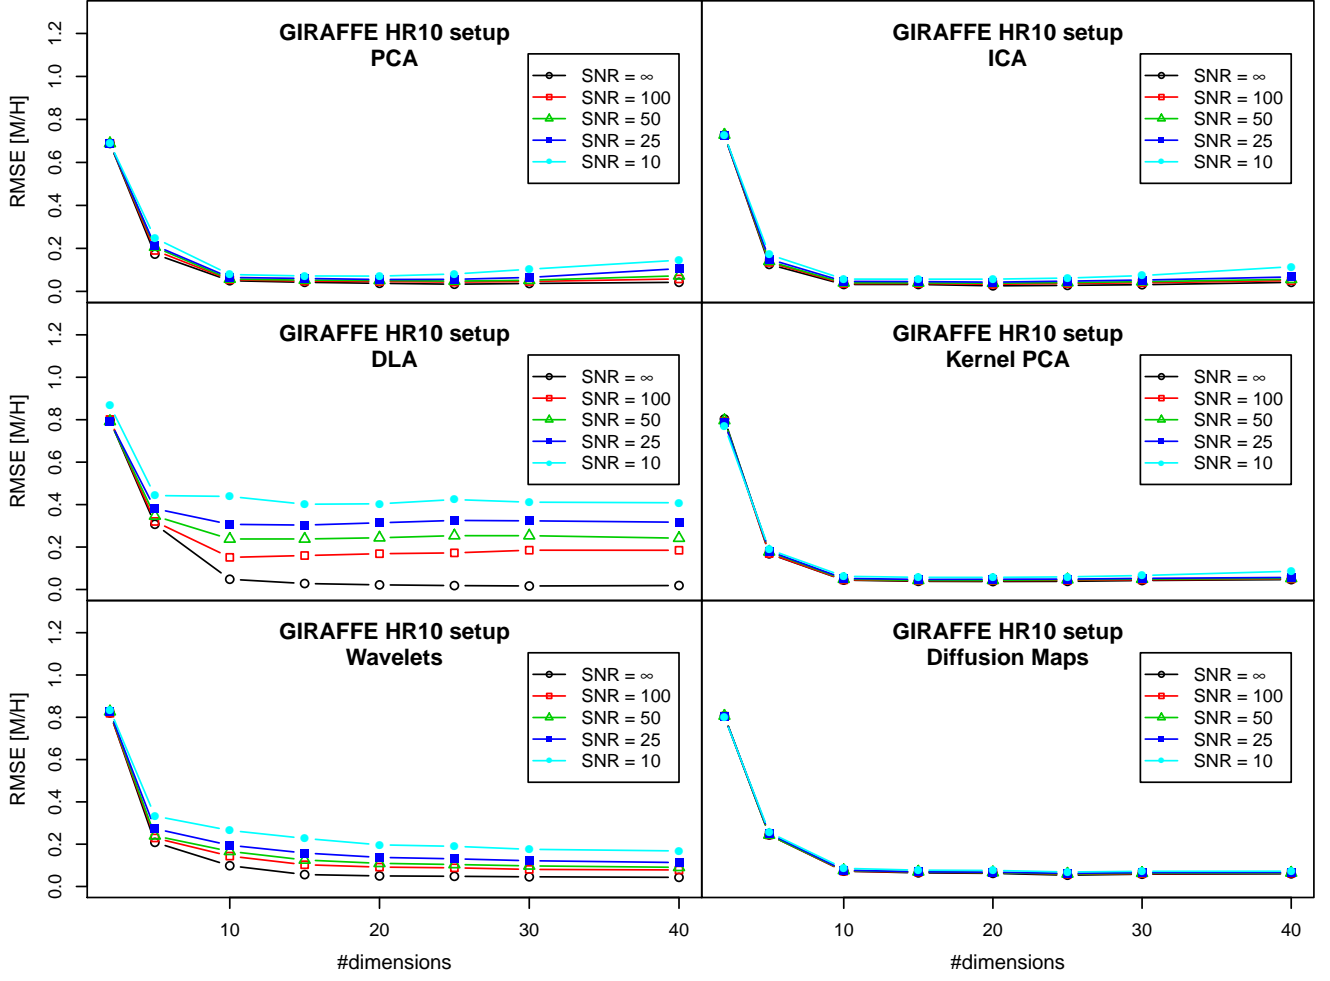 GIRAFFE HR10 setup
PCA
SNR = ∞
SNR = 100
SNR = 50
SNR = 25
SNR = 10
RMSE [M/H]
0.0 0.2 0.4 0.6 0.8 1.0 1.2
GIRAFFE HR10 setup
ICA
SNR = ∞
SNR = 100
SNR = 50
SNR = 25
SNR = 10
GIRAFFE HR10 setup
DLA
SNR = ∞
SNR = 100
SNR = 50
SNR = 25
SNR = 10
RMSE [M/H]
0.0 0.2 0.4 0.6 0.8 1.0 1.2
GIRAFFE HR10 setup
Kernel PCA
SNR = ∞
SNR = 100
SNR = 50
SNR = 25
SNR = 10
GIRAFFE HR10 setup
Wavelets
SNR = ∞
SNR = 100
SNR = 50
SNR = 25
SNR = 10
RMSE [M/H]
0.0 0.2 0.4 0.6 0.8 1.0 1.2
10 20 30 40
#dimensions
GIRAFFE HR10 setup
Diffusion Maps
SNR = ∞
SNR = 100
SNR = 50
SNR = 25
SNR = 10
10 20 30 40
#dimensions